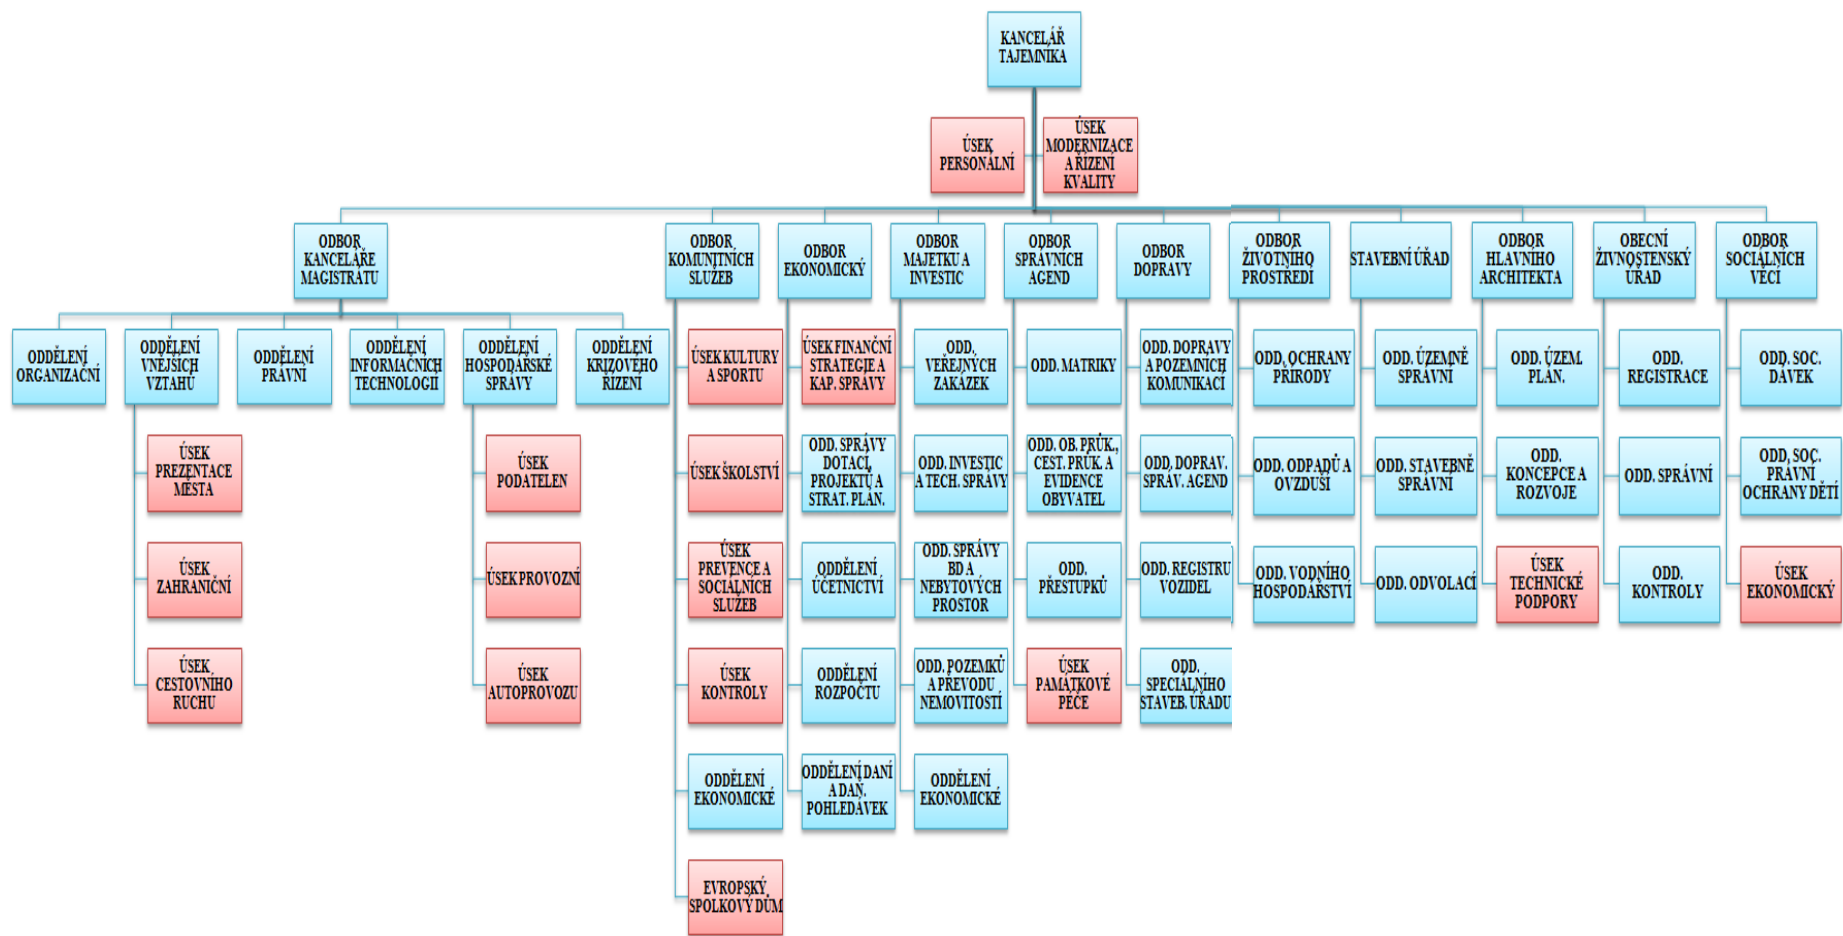 KANCELÁŘ
TAJEMNÍKA
ÚSEK
PERSONÁLNÍ
ÚSEK
MODERNIZACE
A ŘÍZENÍ
KVALITY
ODBOR
KANCELÁŘE
MAGISTRÁTU
ODBOR
KOMUNITNÍCH
SLUŽEB
ODBOR
EKONOMICKÝ
ODBOR
MAJETKU A
INVESTIC
ODBOR
SPRÁVNÍCH
AGEND
ODBOR
DOPRAVY
ODBOR
ŽIVOTNÍHO
PROSTŘEDÍ
STAVEBNÍ ÚŘAD
ODBOR
HLAVNÍHO
ARCHITEKTA
OBECNÍ
ŽIVNOSTENSKÝ
ÚŘAD
ODBOR
SOCIÁLNÍCH
VĚCÍ
ODDĚLENÍ
ORGANIZAČNÍ
ODDĚLENÍ
VNĚJŠÍCH
VZTAHŮ
ODDĚLENÍ
PRÁVNÍ
ODDĚLENÍ
INFORMAČNÍCH
TECHNOLOGII
ODDĚLENÍ
HOSPODÁŘSKÉ
SPRÁVY
ODDĚLENÍ
KRIZOVÉHO
ŘÍZENÍ
ÚSEK KULTURY
A SPORTU
ÚSEK FINANČNÍ
STRATEGIE A
KAP. SPRÁVY
ODD.
VEŘEJNÝCH
ZAKÁZEK
ODD. MATRIKY
ODD. DOPRAVY
A POZEMNÍCH
KOMUNIKACÍ
ODD. OCHRANY
PŘÍRODY
ODD. ÚZEMNĚ
SPRÁVNÍ
ODD. ÚZEM.
PLÁN.
ODD.
REGISTRACE
ODD. SOC.
DÁVEK
ÚSEK
PREZENTACE
MĚSTA
ÚSEK
PODATELEN
ÚSEK ŠKOLSTVÍ
ODD. SPRÁVY
DOTACÍ,
PROJEKTŮ A
STRAT. PLÁN.
ODD. INVESTIC
A TECH. SPRÁVY
ODD. OB. PRŮK.,
CEST. PRŮK. A
EVIDENCE
OBYVATEL
ODD. DOPRAV.
SPRÁV. AGEND
ODD. ODPADŮ A
OVZDUŠÍ
ODD. STAVEBNĚ
SPRÁVNÍ
ODD.
KONCEPCE A
ROZVOJE
ODD. SPRÁVNÍ
ODD, SOC.
PRÁVNÍ
OCHRANY DĚTÍ
ÚSEK
ZAHRANIČNÍ
ÚSEK PROVOZNÍ
ÚSEK
PREVENCE A
SOCIÁLNÍCH
SLUŽEB
ODDĚLENÍ
ÚČETNICTVÍ
ODD. SPRÁVY
BD A
NEBYTOVÝCH
PROSTOR
ODD.
PŘESTUPKŮ
ODD. REGISTRU
VOZIDEL
ODD. VODNÍHO
HOSPODÁŘSTVÍ
ODD. ODVOLACÍ
ÚSEK
TECHNICKÉ
PODPORY
ODD.
KONTROLY
ÚSEK
EKONOMICKÝ
ÚSEK
CESTOVNÍHO
RUCHU
ÚSEK
AUTOPROVOZU
ÚSEK
KONTROLY
ODDĚLENÍ
ROZPOČTU
ODD. POZEMKŮ
A PŘEVODU
NEMOVITOSTÍ
ÚSEK
PAMÁTKOVÉ
PÉČE
ODD.
SPECIÁLNÍHO
STAVEB. ÚŘADU
ODDĚLENÍ
EKONOMICKÉ
ODDĚLENÍ DANÍ
A DAŇ.
POHLEDÁVEK
ODDĚLENÍ
EKONOMICKÉ
EVROPSKÝ
SPOLKOVÝ DŮM